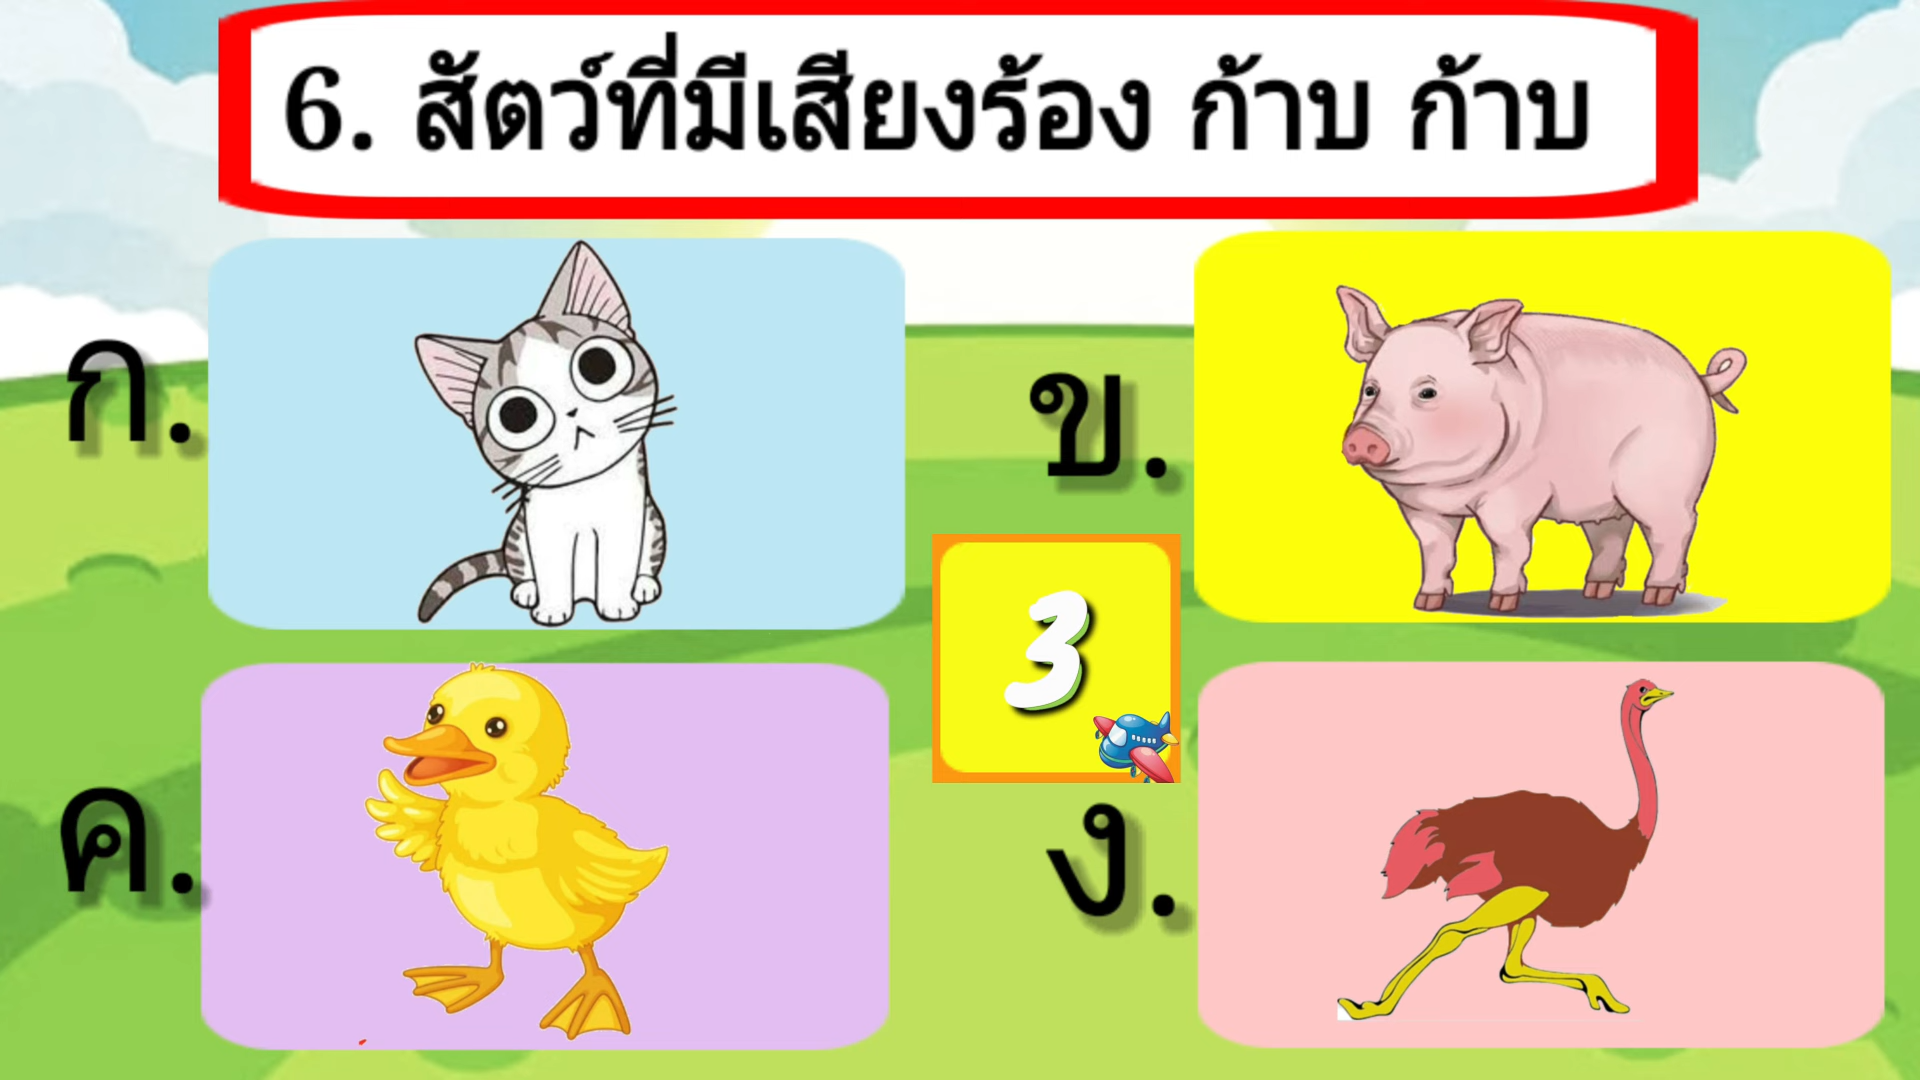 6. สัตว์ที่มีเสียงร้อง ก้าบ ก้าบ
ก.
ข.
3
ค.
ง.